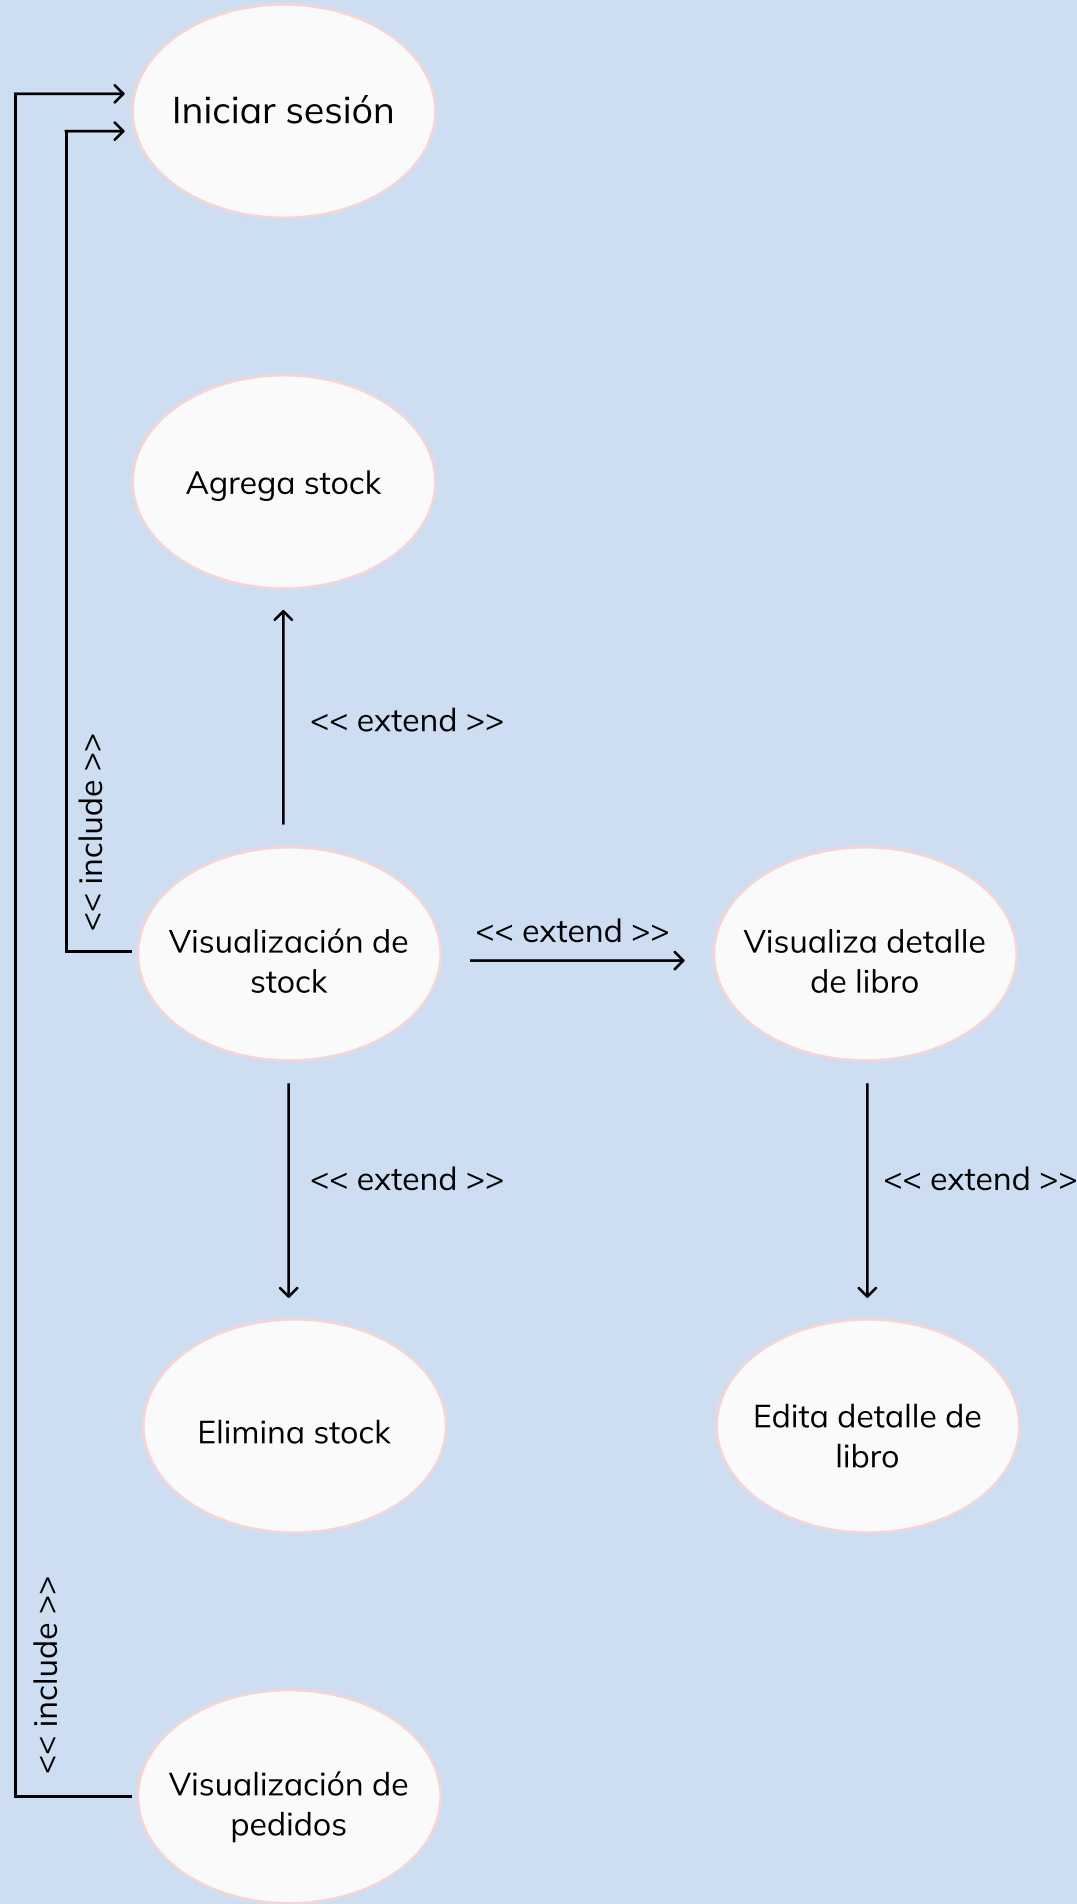 Iniciar sesión
Agrega stock
<< extend >>
<< include >>
Visualización de
stock
<< extend >>
Visualiza detalle
de libro
<< extend >>
<< extend >>
Elimina stock
Edita detalle de
libro
<< include >>
Visualización de
pedidos